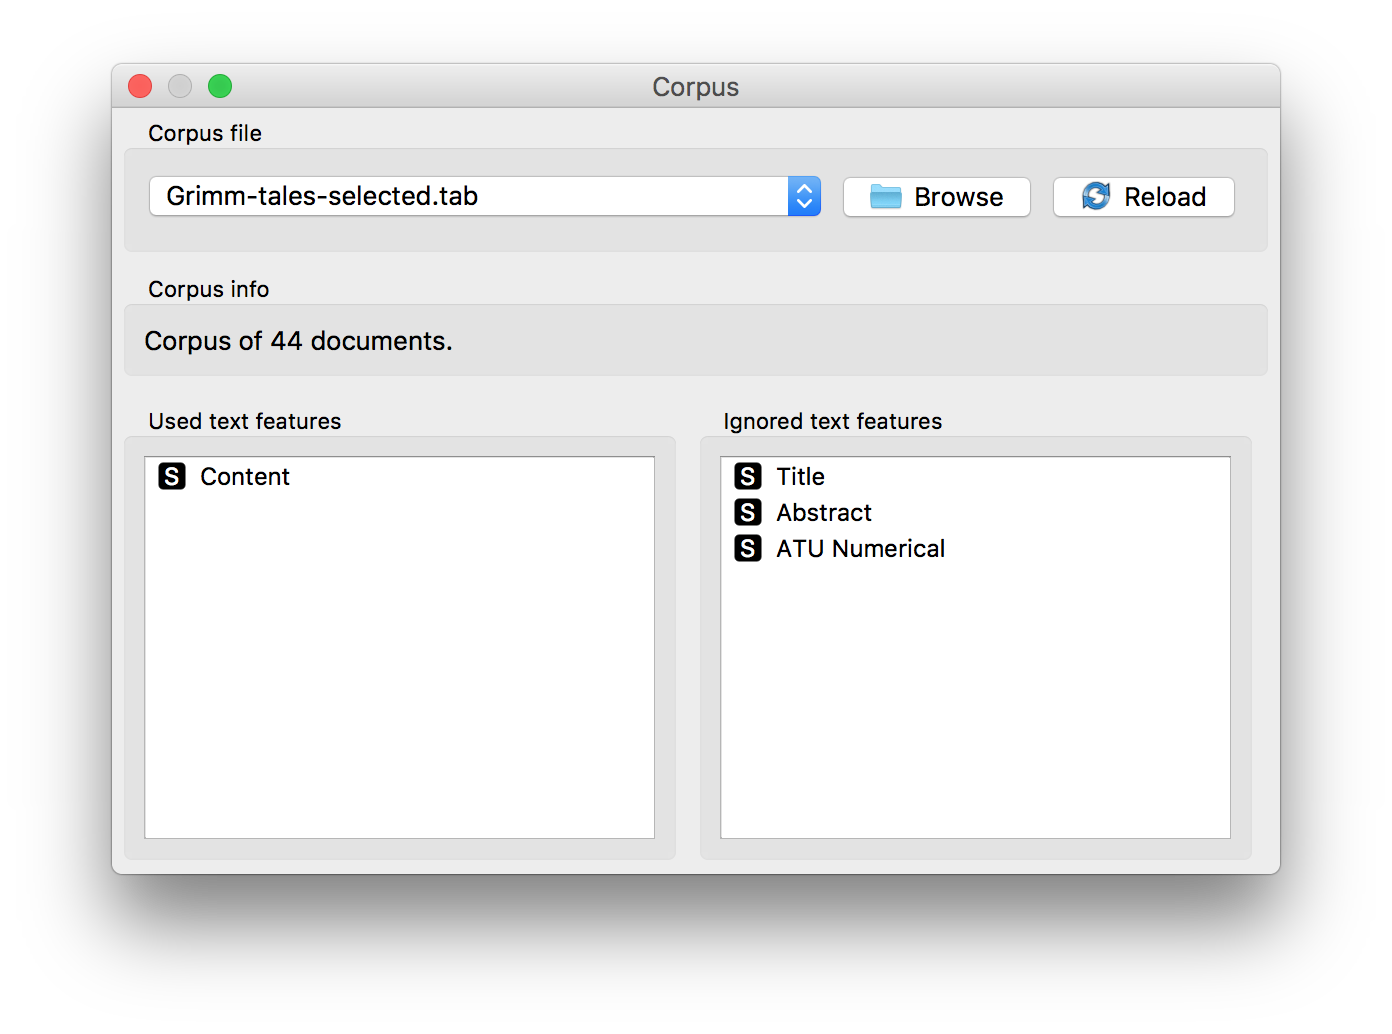 Corpus
Corpus file
Grimm-tales-selected.tab
Browse
Reload
Corpus info
Corpus of 44 documents.
Used text features
S Content
Ignored text features
S Title
S Abstract
S ATU Numerical